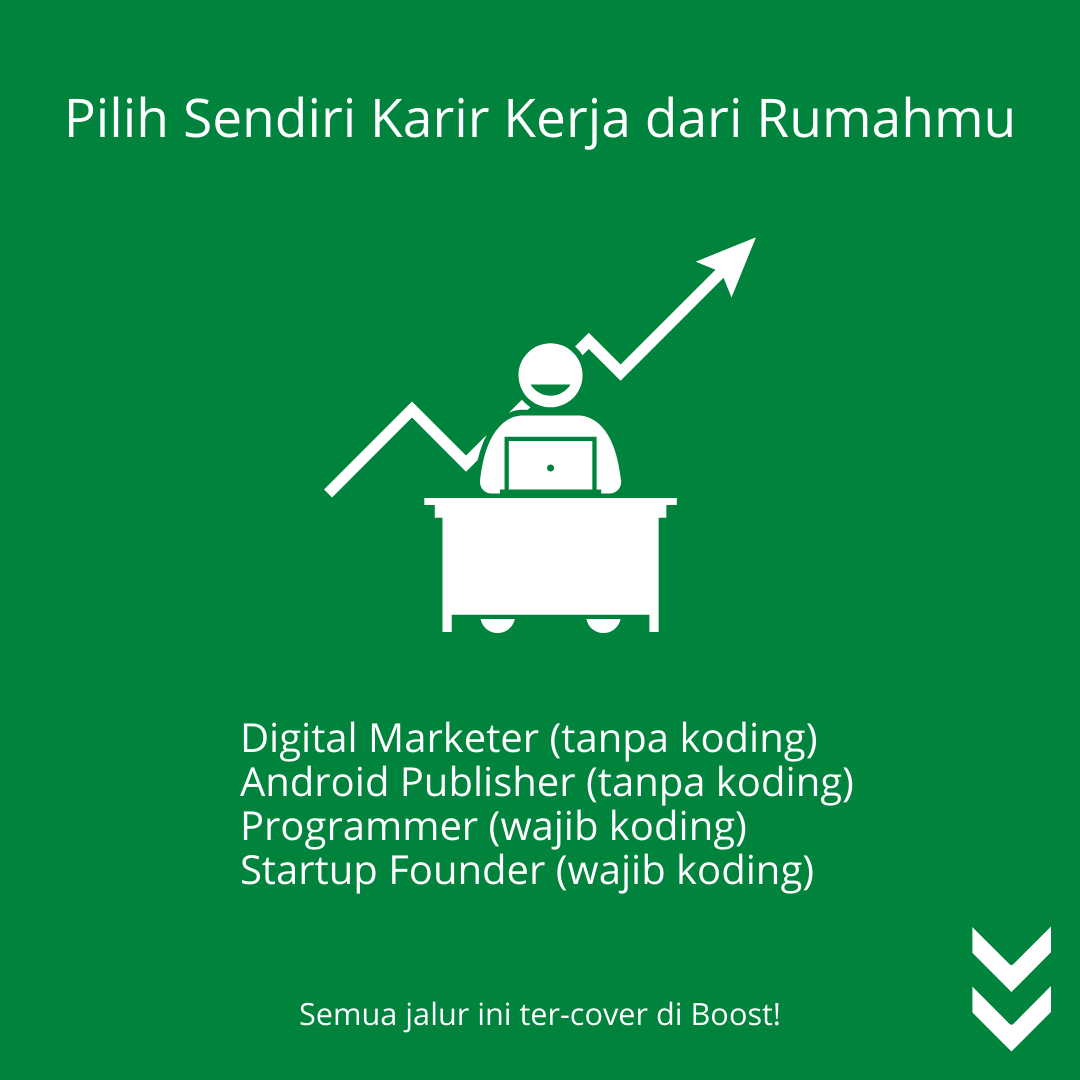 Pilih Sendiri Karir Kerja dari Rumahmu
Digital Marketer (tanpa koding)
Android Publisher (tanpa koding)
Programmer (wajib koding)
Startup Founder (wajib koding)
Semua jalur ini ter-cover di Boost!